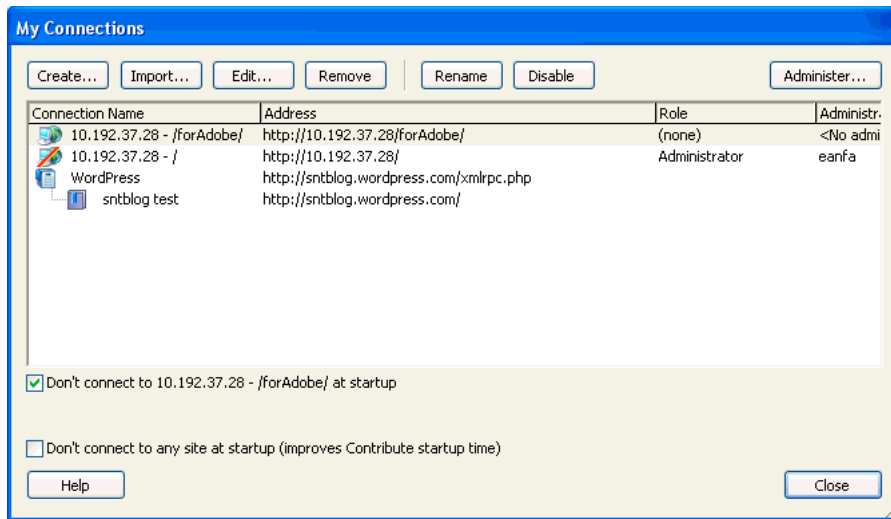 My Connections
Create... Import... Edit... Remove Rename Disable Administer...
Connection Name Address Role Administr
10.192.37.28 - /forAdobe/ http://10.192.37.28/forAdobe/ (none) <No admi
10.192.37.28 - / http://10.192.37.28/ Administrator eanfa
WordPress http://sntblog.wordpress.com/xmlrpc.php
sntblog test http://sntblog.wordpress.com/
Don't connect to 10.192.37.28 - /forAdobe/ at startup
Don't connect to any site at startup (improves Contribute startup time)
Help Close